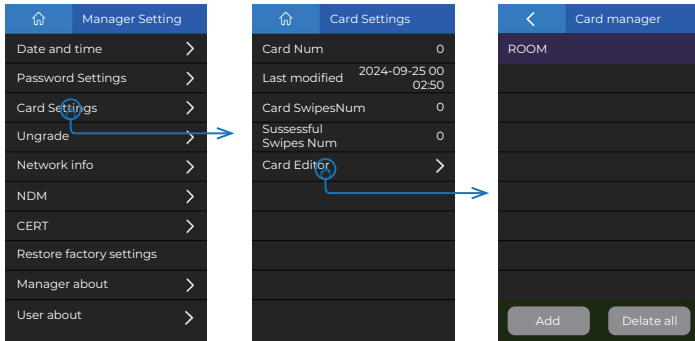 Manager Setting
Date and time
Password Settings
Card Settings
Ungrade
Network info
NDM
CERT
Restore factory settings
Manager about
User about
Card Settings
Card Num 0
Last modified 2024-09-25 00
02:50
Card SwipesNum 0
Sussessful
Swipes Num 0
Card Editor
Card manager
ROOM
Add Delate all